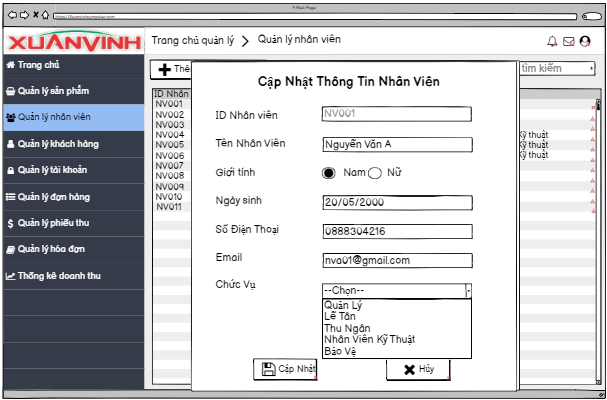 A Web Page
https://Xuanvinhcomputer.com
XUÂNVINH
Trang chủ quản lý > Quản lý nhân viên
Trang chủ
Quản lý sản phẩm
Quản lý nhân viên
Quản lý khách hàng
Quản lý tài khoản
Quản lý đơn hàng
Quản lý phiếu thu
Quản lý hóa đơn
Thống kê doanh thu
Thê
tìm kiếm
ID Nhân
NV001
NV002
NV003
NV004
NV005
NV006
NV007
NV008
NV009
NV010
NV011
ỹ thuật
ỹ thuật
ỹ thuật
Cập Nhật Thông Tin Nhân Viên
ID Nhân viên NV001
Tên Nhân Viên Nguyễn Văn A
Giới tính Nam Nữ
Ngày sinh 20/05/2000
Số Điện Thoại 0888304216
Email nva01@gmail.com
Chức Vụ --Chọn--
Quản Lý
Lễ Tân
Thu Ngân
Nhân Viên Kỹ Thuật
Bảo Vệ
Cập Nhật Hủy